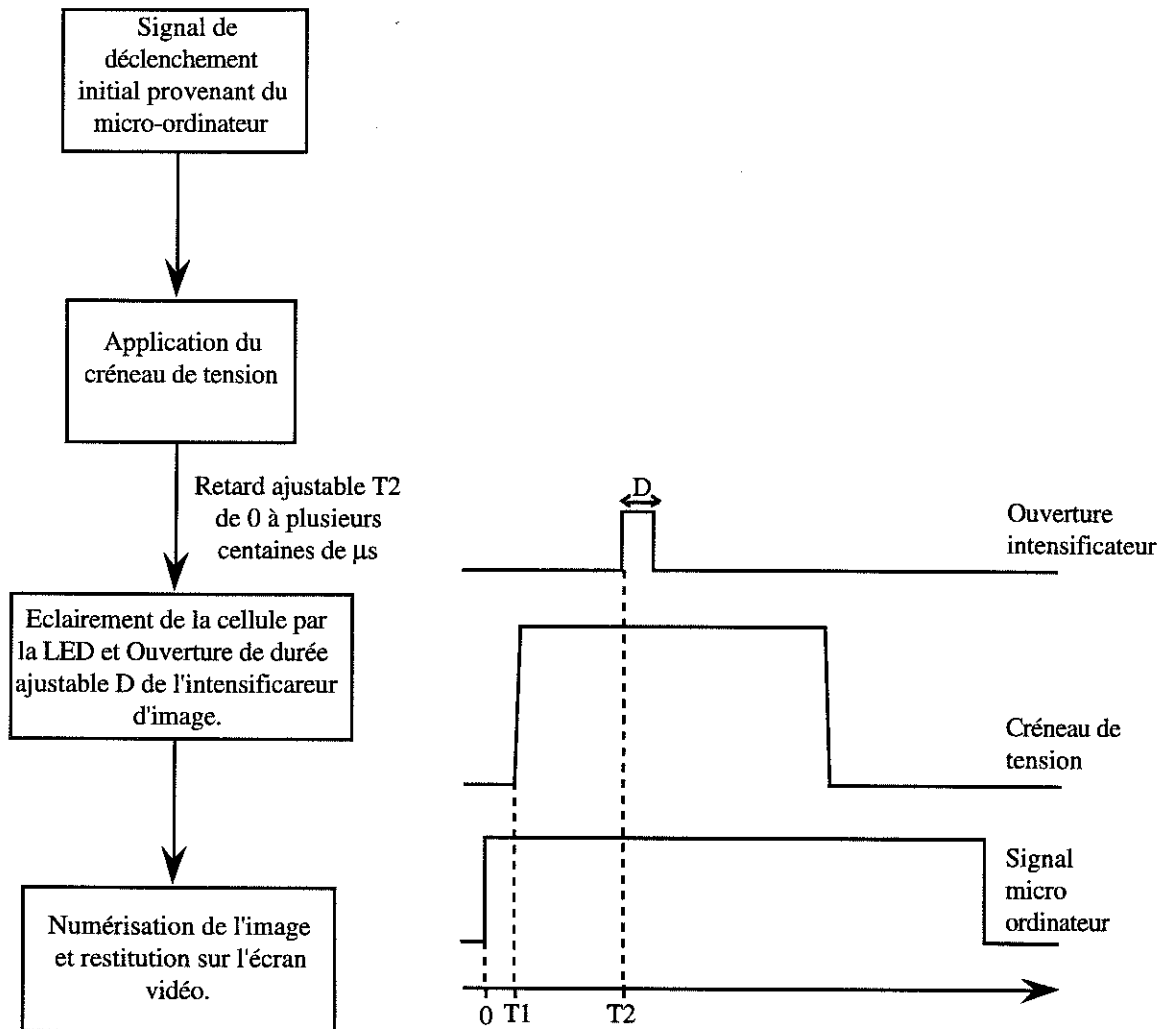 Signal de
déclenchement
initial provenant du
micro-ordinateur
Application du
créneau de tension
Retard ajustable T2
de 0 à plusieurs
centaines de µs
Eclairement de la cellule par
la LED et Ouverture de durée
ajustable D de l'intensificareur
d'image.
Numérisation de l'image
et restitution sur l'écran
vidéo.
D
Ouverture
intensificateur
Créneau de
tension
Signal
micro
ordinateur
0 T1 T2